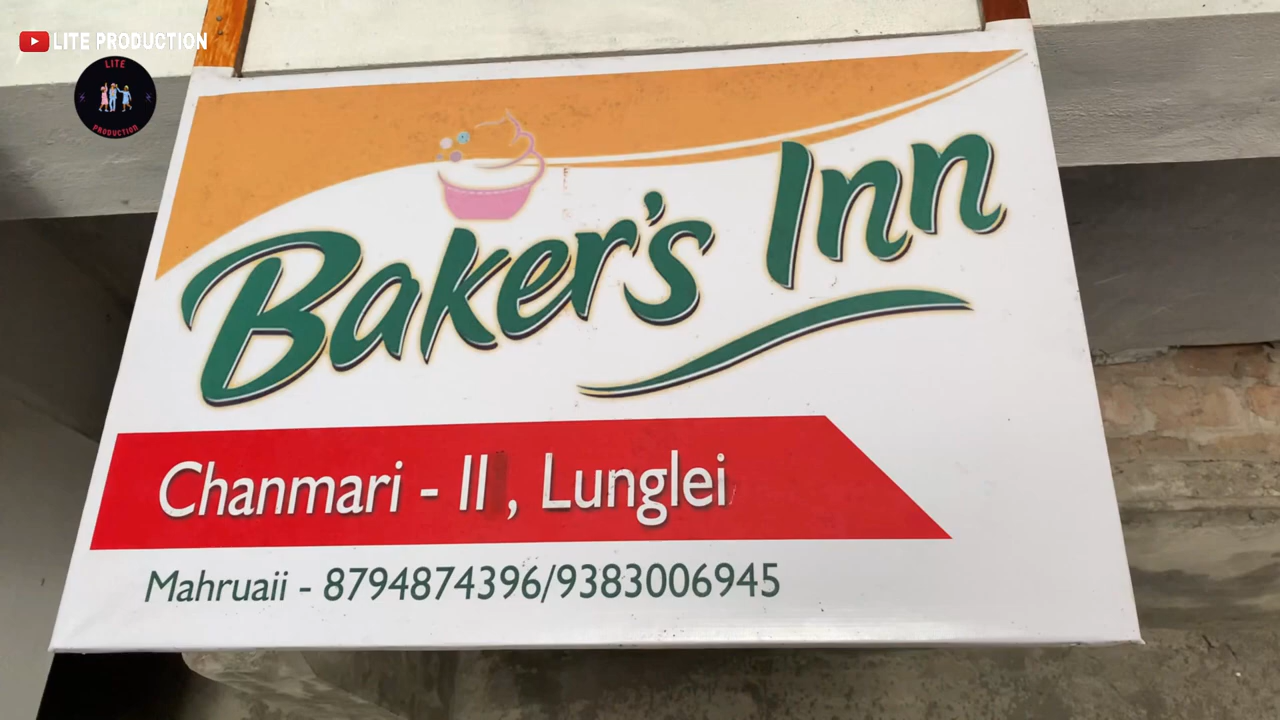 LITE PRODUCTION
LITE
PRODUCTION
Baker's Inn
Chanmari - II , Lunglei
Mahruaii - 8794874396/9383006945